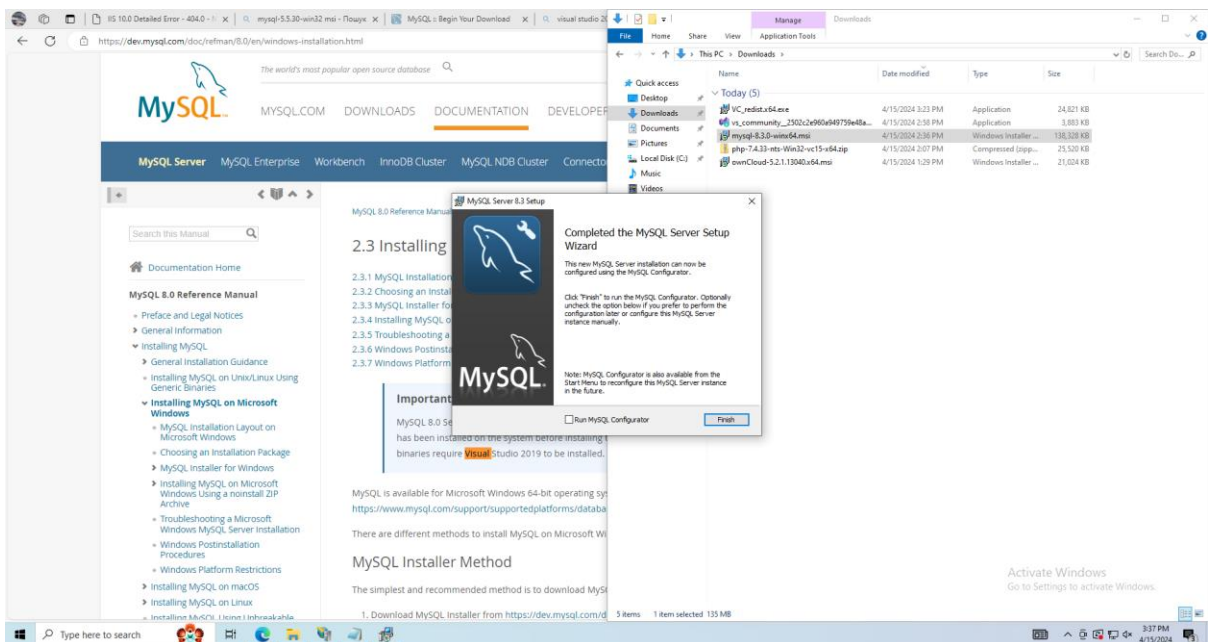 IIS 10.0 Detailed Error - 404.0 - N
mysql-5.5.30-win32 msi - Пошук
MySQL :: Begin Your Download
visual studio 20
https://dev.mysql.com/doc/refman/8.0/en/windows-installation.html
The world's most popular open source database
MySQL
MYSQL.COM DOWNLOADS DOCUMENTATION DEVELOPER
MySQL Server MySQL Enterprise Workbench InnoDB Cluster MySQL NDB Cluster Connecto
Search this Manual
Documentation Home
MySQL 8.0 Reference Manual
Preface and Legal Notices
General Information
Installing MySQL
General Installation Guidance
Installing MySQL on Unix/Linux Using
Generic Binaries
Installing MySQL on Microsoft
Windows
MySQL Installation Layout on
Microsoft Windows
Choosing an Installation Package
MySQL Installer for Windows
Installing MySQL on Microsoft
Windows Using a noinstall ZIP
Archive
Troubleshooting a Microsoft
Windows MySQL Server Installation
Windows Postinstallation
Procedures
Windows Platform Restrictions
Installing MySQL on macOS
Installing MySQL on Linux
Installing MySQL Using Unbreakable
MySQL 8.0 Reference Manua
2.3 Installing
2.3.1 MySQL Installation
2.3.2 Choosing an Instal
2.3.3 MySQL Installer fo
2.3.4 Installing MySQL o
2.3.5 Troubleshooting a
2.3.6 Windows Postinsta
2.3.7 Windows Platform
Important
MySQL 8.0 Se
has been installed on the system before installing t
binaries require Visual Studio 2019 to be installed.
MySQL is available for Microsoft Windows 64-bit operating sy
https://www.mysql.com/support/supportedplatforms/databa
There are different methods to install MySQL on Microsoft Wi
MySQL Installer Method
The simplest and recommended method is to download MySQ
1. Download MySQL Installer from https://dev.mysql.com/d
MySQL Server 8.3 Setup
Completed the MySQL Server Setup
Wizard
This new MySQL Server installation can now be
configured using the MySQL Configurator.
Click "Finish" to run the MySQL Configurator. Optionally
uncheck the option below if you prefer to perform the
configuration later or configure this MySQL Server
instance manually.
Note: MySQL Configurator is also available from the
Start Menu to reconfigure this MySQL Server instance
in the future.
MySQL
Run MySQL Configurator
Finish
Manage Downloads
File Home Share View Application Tools
This PC > Downloads >
Search Do...
Quick access
Desktop
Downloads
Documents
Pictures
Local Disk (C:)
Music
Videos
Name Date modified Type Size
Today (5)
VC_redist.x64.exe 4/15/2024 3:23 PM Application 24,821 KB
vs_community__2502c2e960a949759e48a... 4/15/2024 2:58 PM Application 3,883 KB
mysql-8.3.0-winx64.msi 4/15/2024 2:36 PM Windows Installer ... 138,328 KB
php-7.4.33-nts-Win32-vc15-x64.zip 4/15/2024 2:07 PM Compressed (zipp... 25,520 KB
ownCloud-5.2.1.13040.x64.msi 4/15/2024 1:29 PM Windows Installer ... 21,024 KB
Activate Windows
Go to Settings to activate Windows.
5 items 1 item selected 135 MB
Type here to search
3:37 PM
4/15/2024